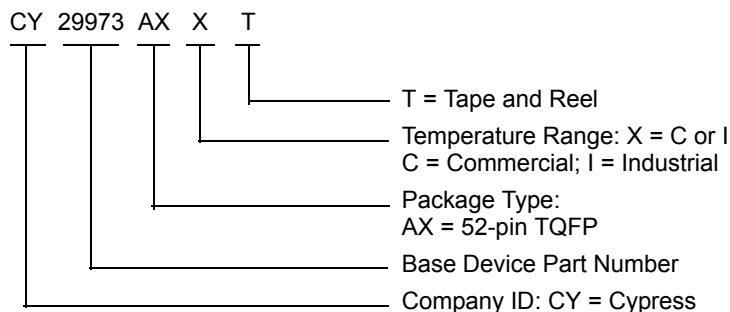 CY 29973 AX X T
T = Tape and Reel
Temperature Range: X = C or I
C = Commercial; I = Industrial
Package Type:
AX = 52-pin TQFP
Base Device Part Number
Company ID: CY = Cypress